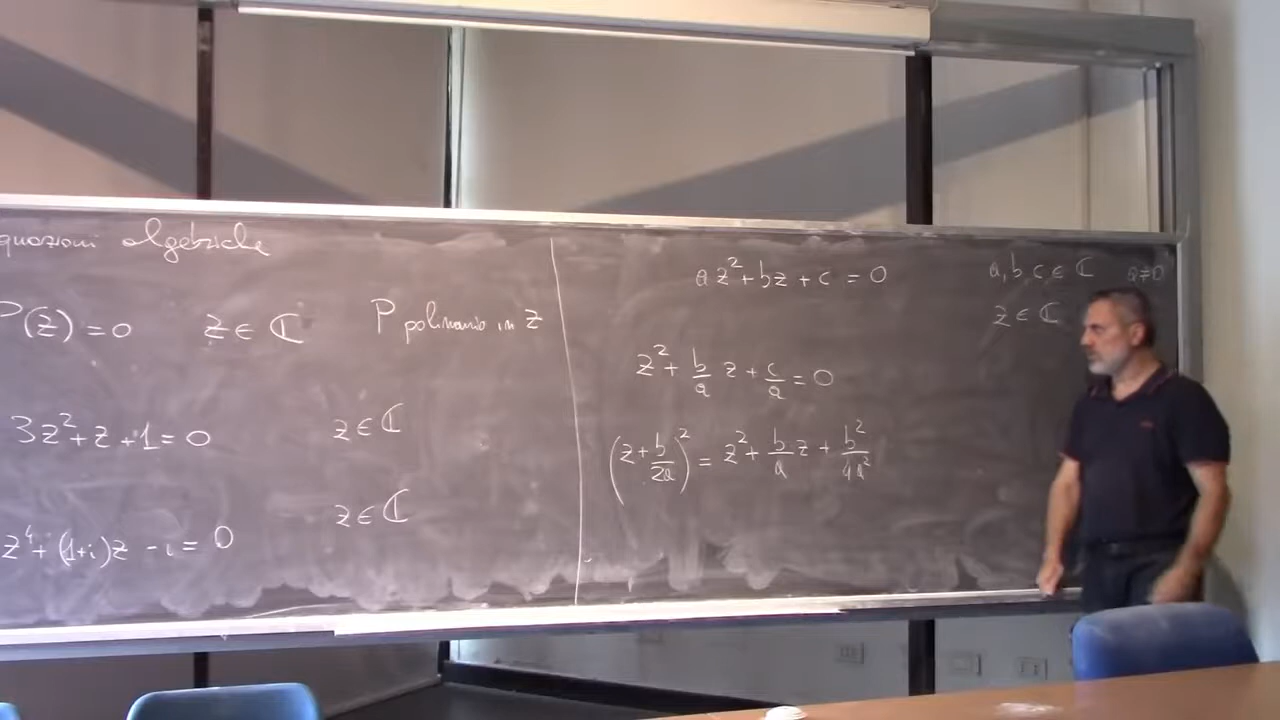 quazioni algebriche
P(z) = 0 z ∈ ℂ P polinomio in z
3z² + z + 1 = 0 z ∈ ℂ
z⁴ + (1+i)z - i = 0 z ∈ ℂ
az² + bz + c = 0 a, b, c ∈ ℂ a ≠ 0
z ∈ ℂ
z² + b/a z + c/a = 0
(z + b/2a)² = z² + b/a z + b²/4a²